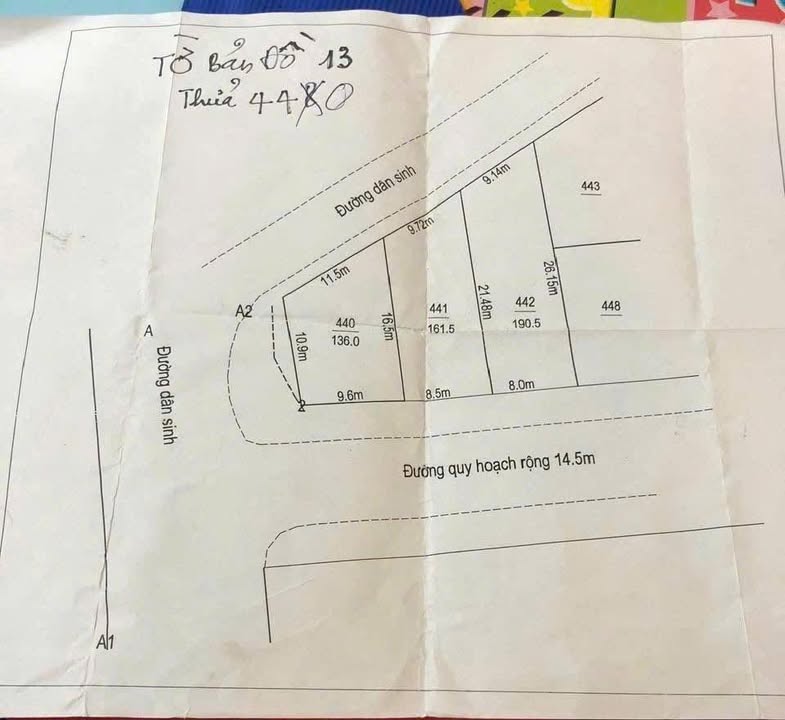 TỜ BẢN ĐỒ 13
Thửa 440
Đường dân sinh
9.14m
443
9.72m
11.5m
26.15m
A2
21.48m
442
190.5
448
441
161.5
16.5m
440
136.0
10.9m
A
Đường dân sinh
9.6m
8.5m
8.0m
Đường quy hoạch rộng 14.5m
A1